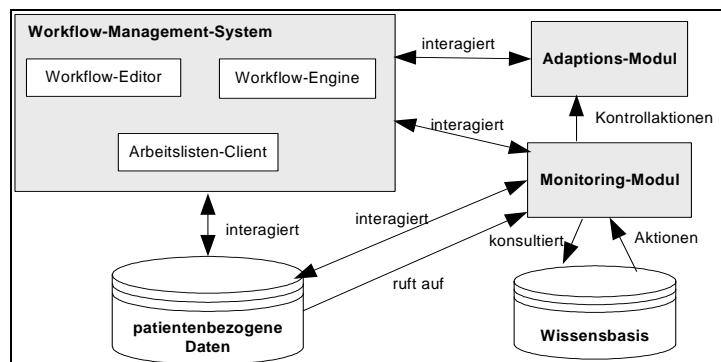 Workflow-Management-System
interagiert
Adaptions-Modul
Workflow-Editor
Workflow-Engine
Kontrollaktionen
interagiert
Arbeitslisten-Client
Monitoring-Modul
interagiert
interagiert
konsultiert
Aktionen
ruft auf
patientenbezogene
Daten
Wissensbasis